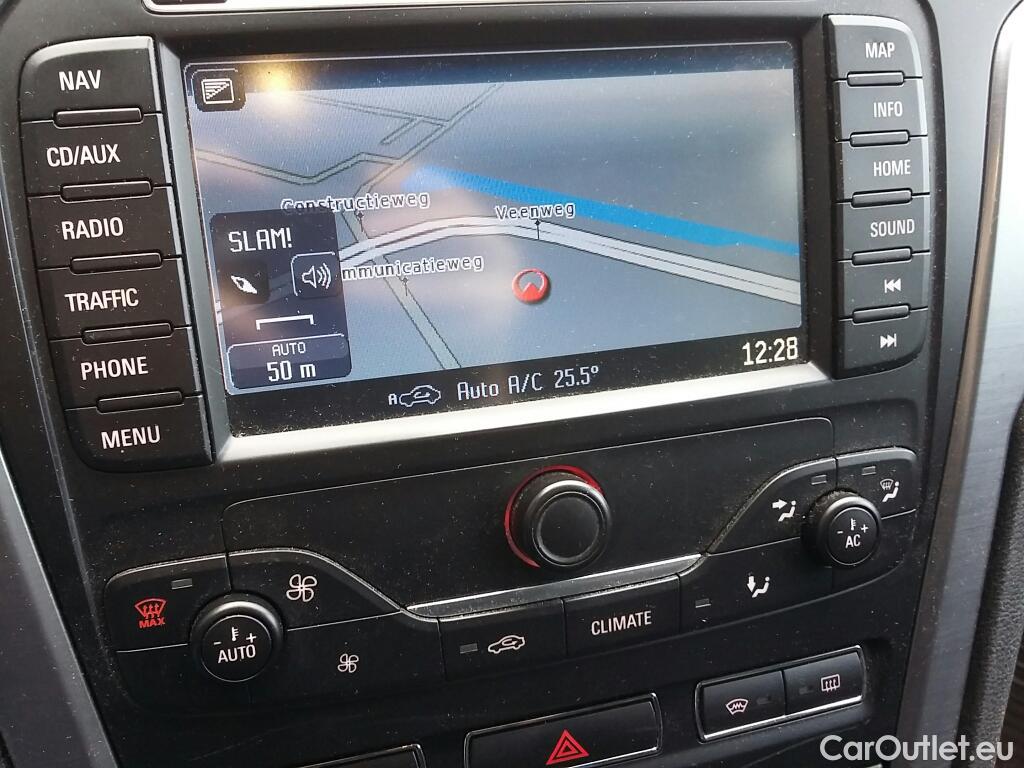 NAV
CD/AUX
RADIO
TRAFFIC
PHONE
MENU
MAP
INFO
HOME
SOUND
Constructieweg
Veenweg
mmunicatieweg
SLAM!
AUTO
50 m
12:28
A Auto A/C 25.5°
MAX
- +
AUTO
CLIMATE
- +
AC
CarOutlet.eu